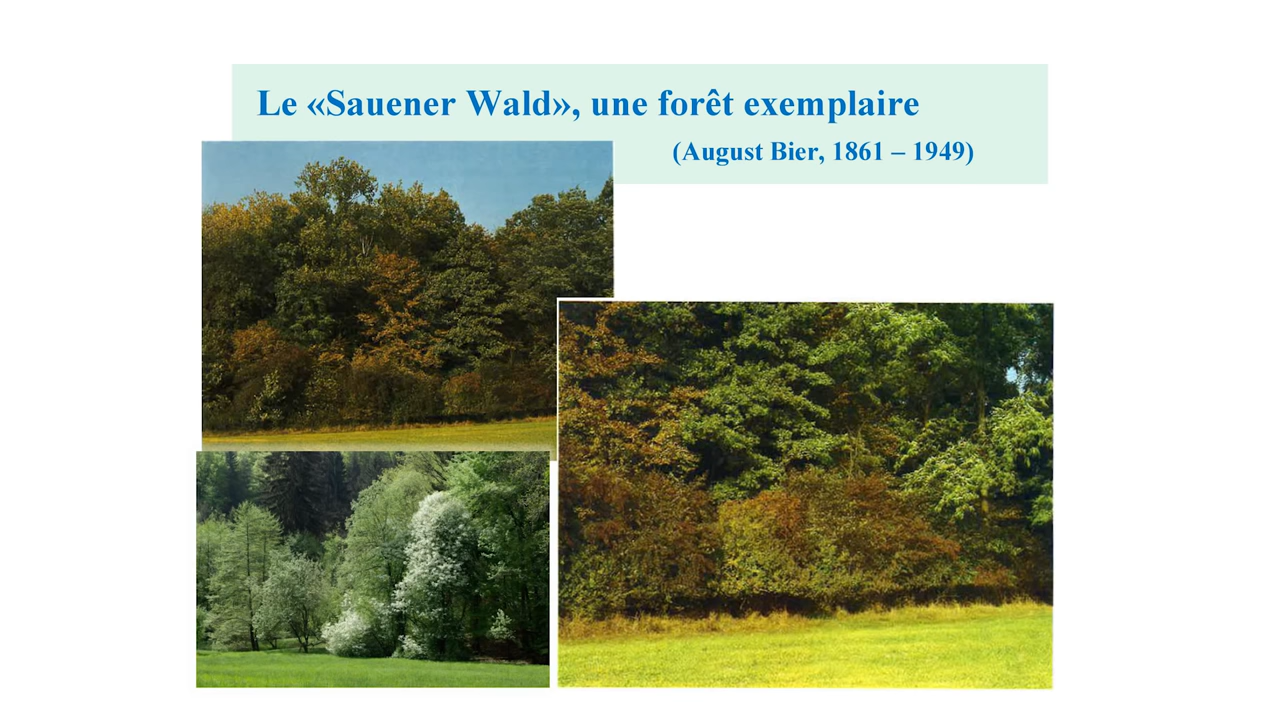 Le «Sauener Wald», une forêt exemplaire
(August Bier, 1861 – 1949)